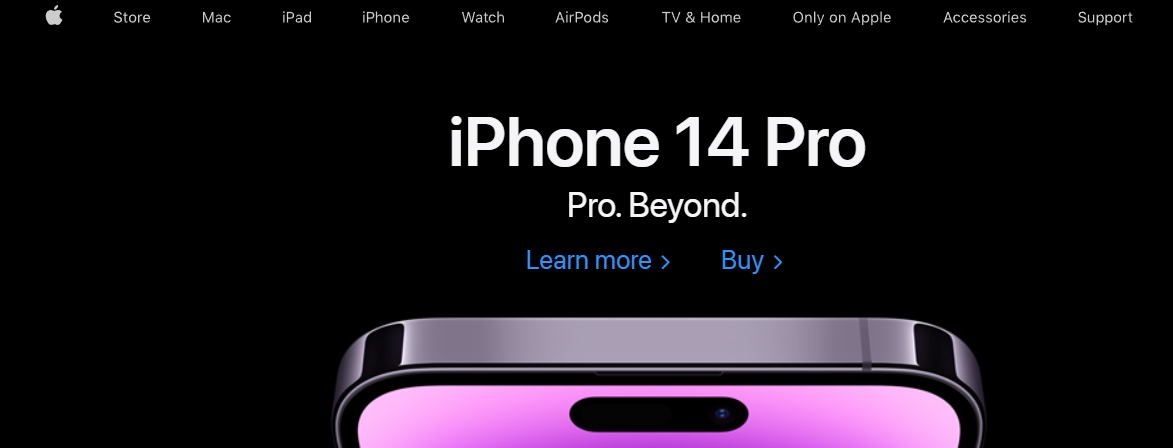 Store Mac iPad iPhone Watch AirPods TV & Home Only on Apple Accessories Support
iPhone 14 Pro
Pro. Beyond.
Learn more > Buy >